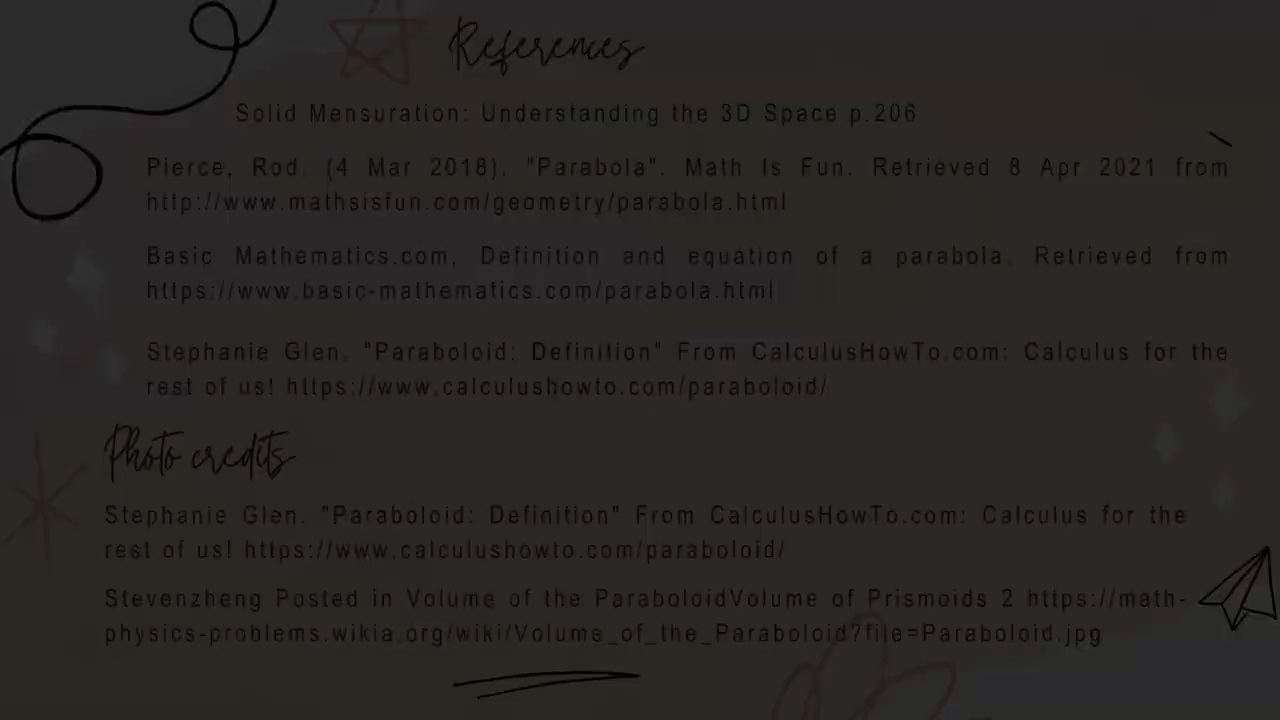 References
Solid Mensuration: Understanding the 3D Space p.206
Pierce, Rod. (4 Mar 2018). "Parabola". Math Is Fun. Retrieved 8 Apr 2021 from
http://www.mathsisfun.com/geometry/parabola.html
Basic Mathematics.com, Definition and equation of a parabola. Retrieved from
https://www.basic-mathematics.com/parabola.html
Stephanie Glen. "Paraboloid: Definition" From CalculusHowTo.com: Calculus for the
rest of us! https://www.calculushowto.com/paraboloid/
Photo credits
Stephanie Glen. "Paraboloid: Definition" From CalculusHowTo.com: Calculus for the
rest of us! https://www.calculushowto.com/paraboloid/
Stevenzheng Posted in Volume of the ParaboloidVolume of Prismoids 2 https://math-
physics-problems.wikia.org/wiki/Volume_of_the_Paraboloid?file=Paraboloid.jpg